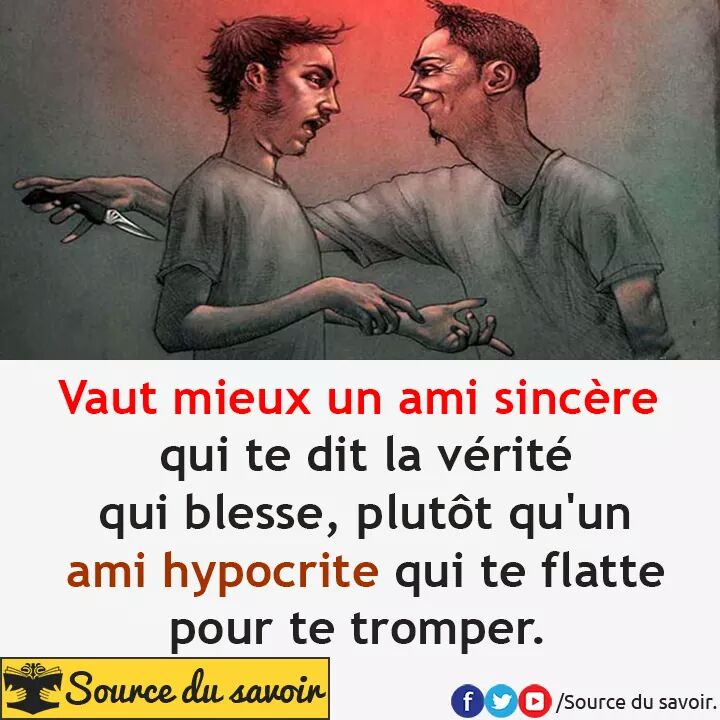 Vaut mieux un ami sincère
qui te dit la vérité
qui blesse, plutôt qu'un
ami hypocrite qui te flatte
pour te tromper.
Source du savoir
/Source du savoir.